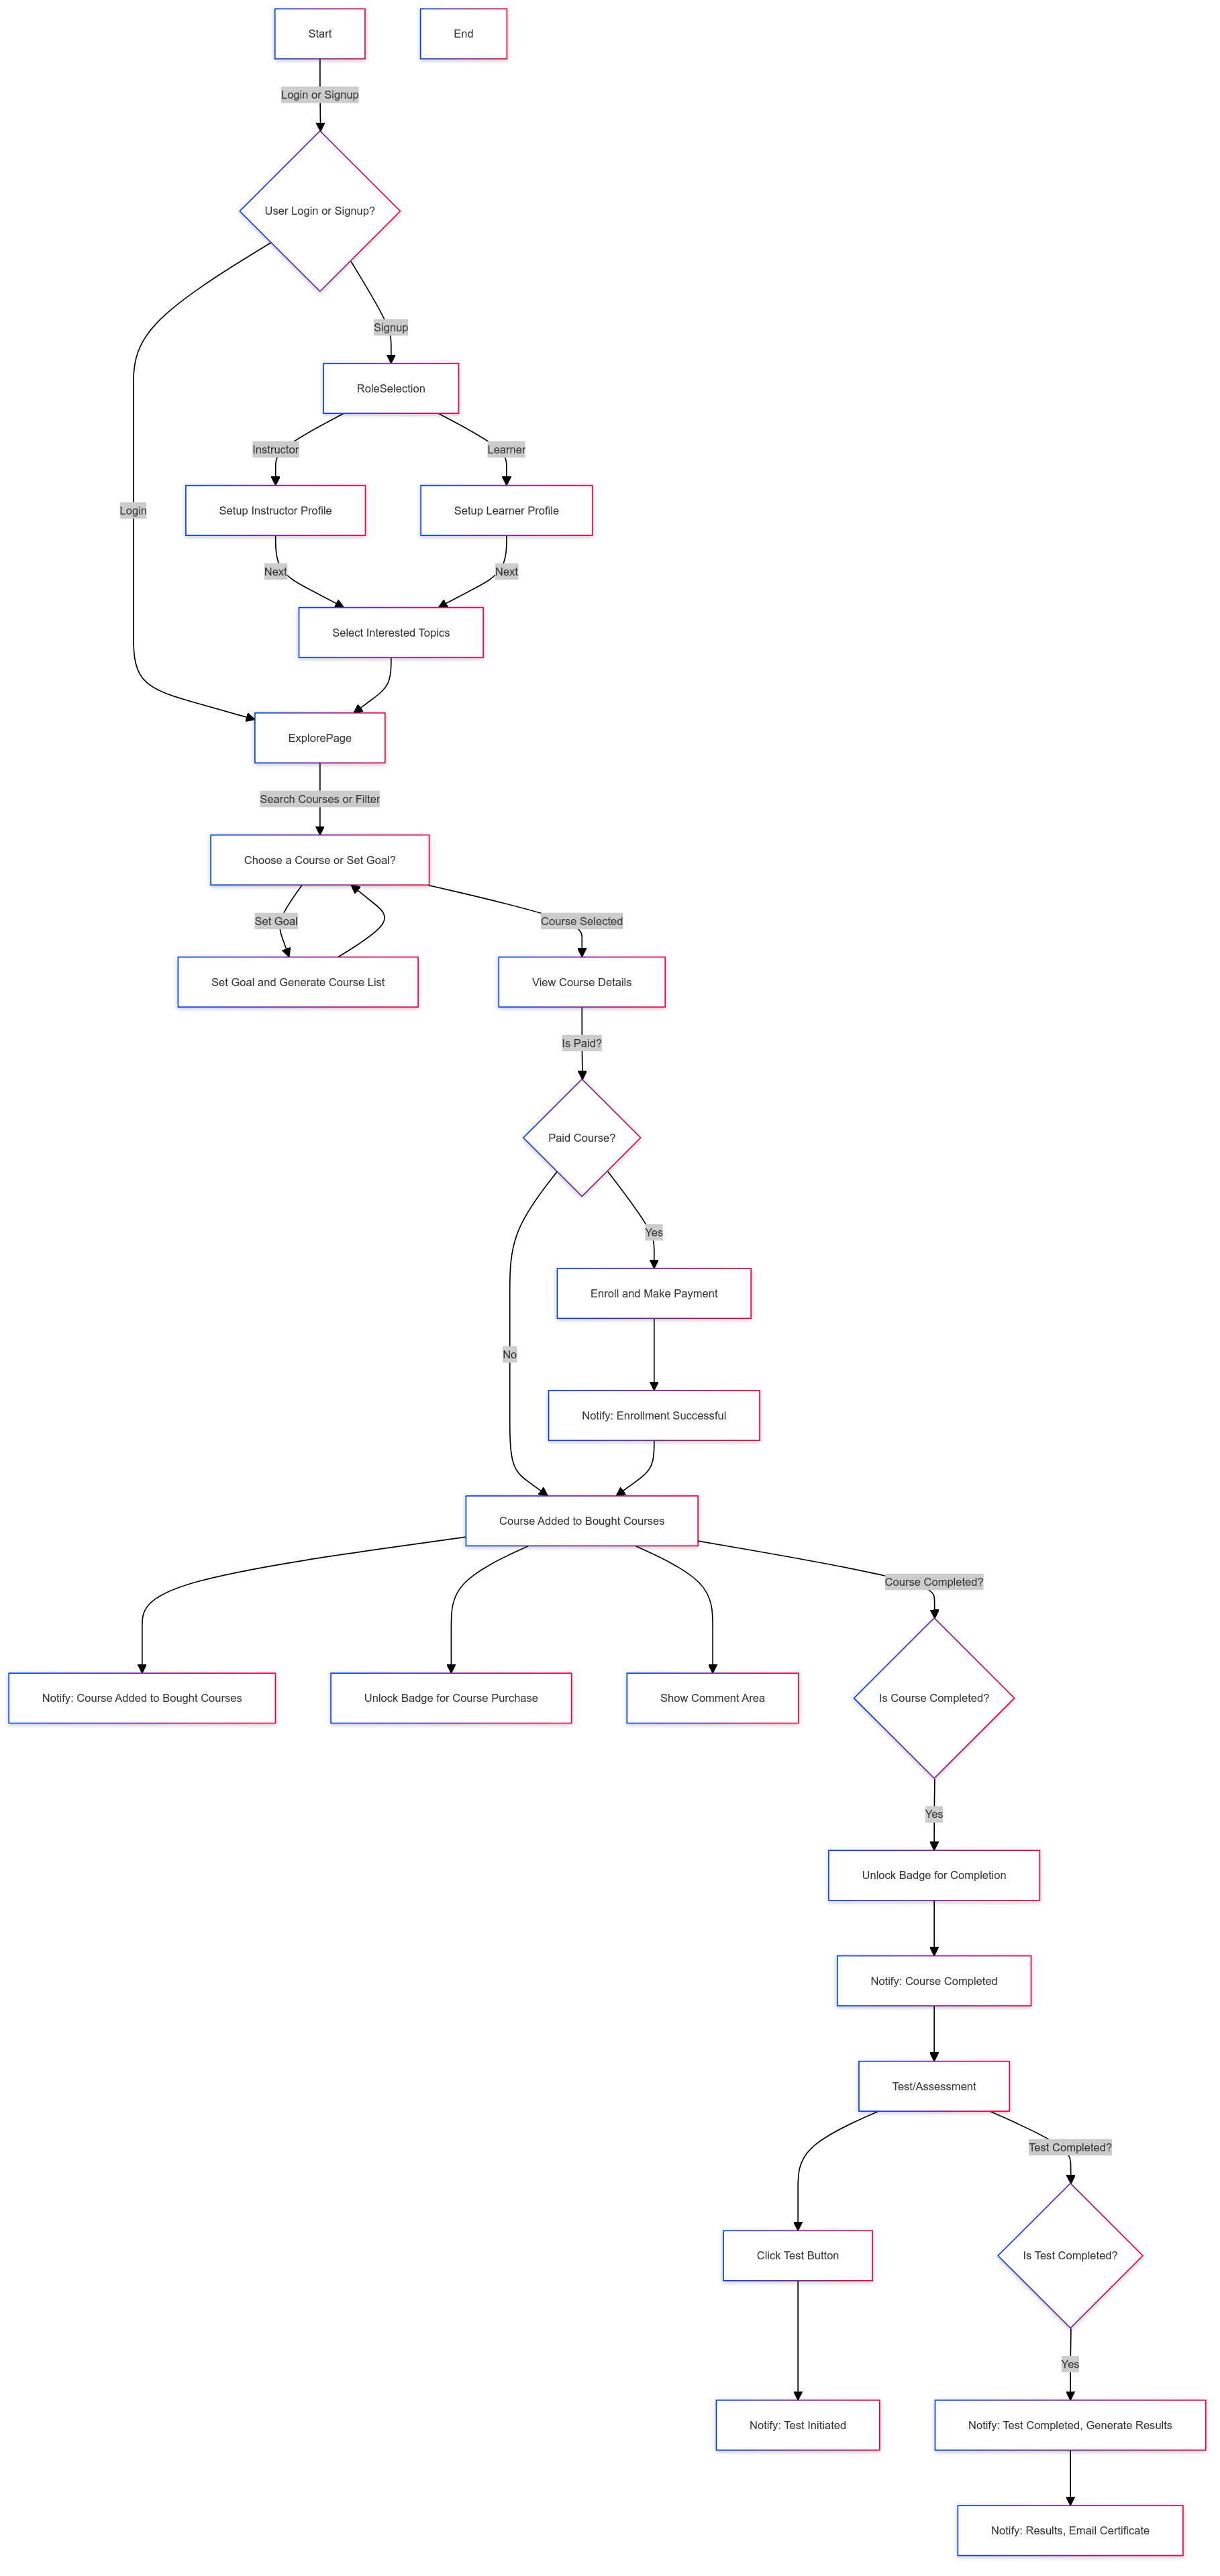 Start
End
Login or Signup
User Login or Signup?
Signup
RoleSelection
Instructor
Learner
Login
Setup Instructor Profile
Setup Learner Profile
Next
Next
Select Interested Topics
ExplorePage
Search Courses or Filter
Choose a Course or Set Goal?
Set Goal
Course Selected
Set Goal and Generate Course List
View Course Details
Is Paid?
Paid Course?
Yes
Enroll and Make Payment
No
Notify: Enrollment Successful
Course Added to Bought Courses
Course Completed?
Notify: Course Added to Bought Courses
Unlock Badge for Course Purchase
Show Comment Area
Is Course Completed?
Yes
Unlock Badge for Completion
Notify: Course Completed
Test/Assessment
Test Completed?
Click Test Button
Is Test Completed?
Yes
Notify: Test Initiated
Notify: Test Completed, Generate Results
Notify: Results, Email Certificate